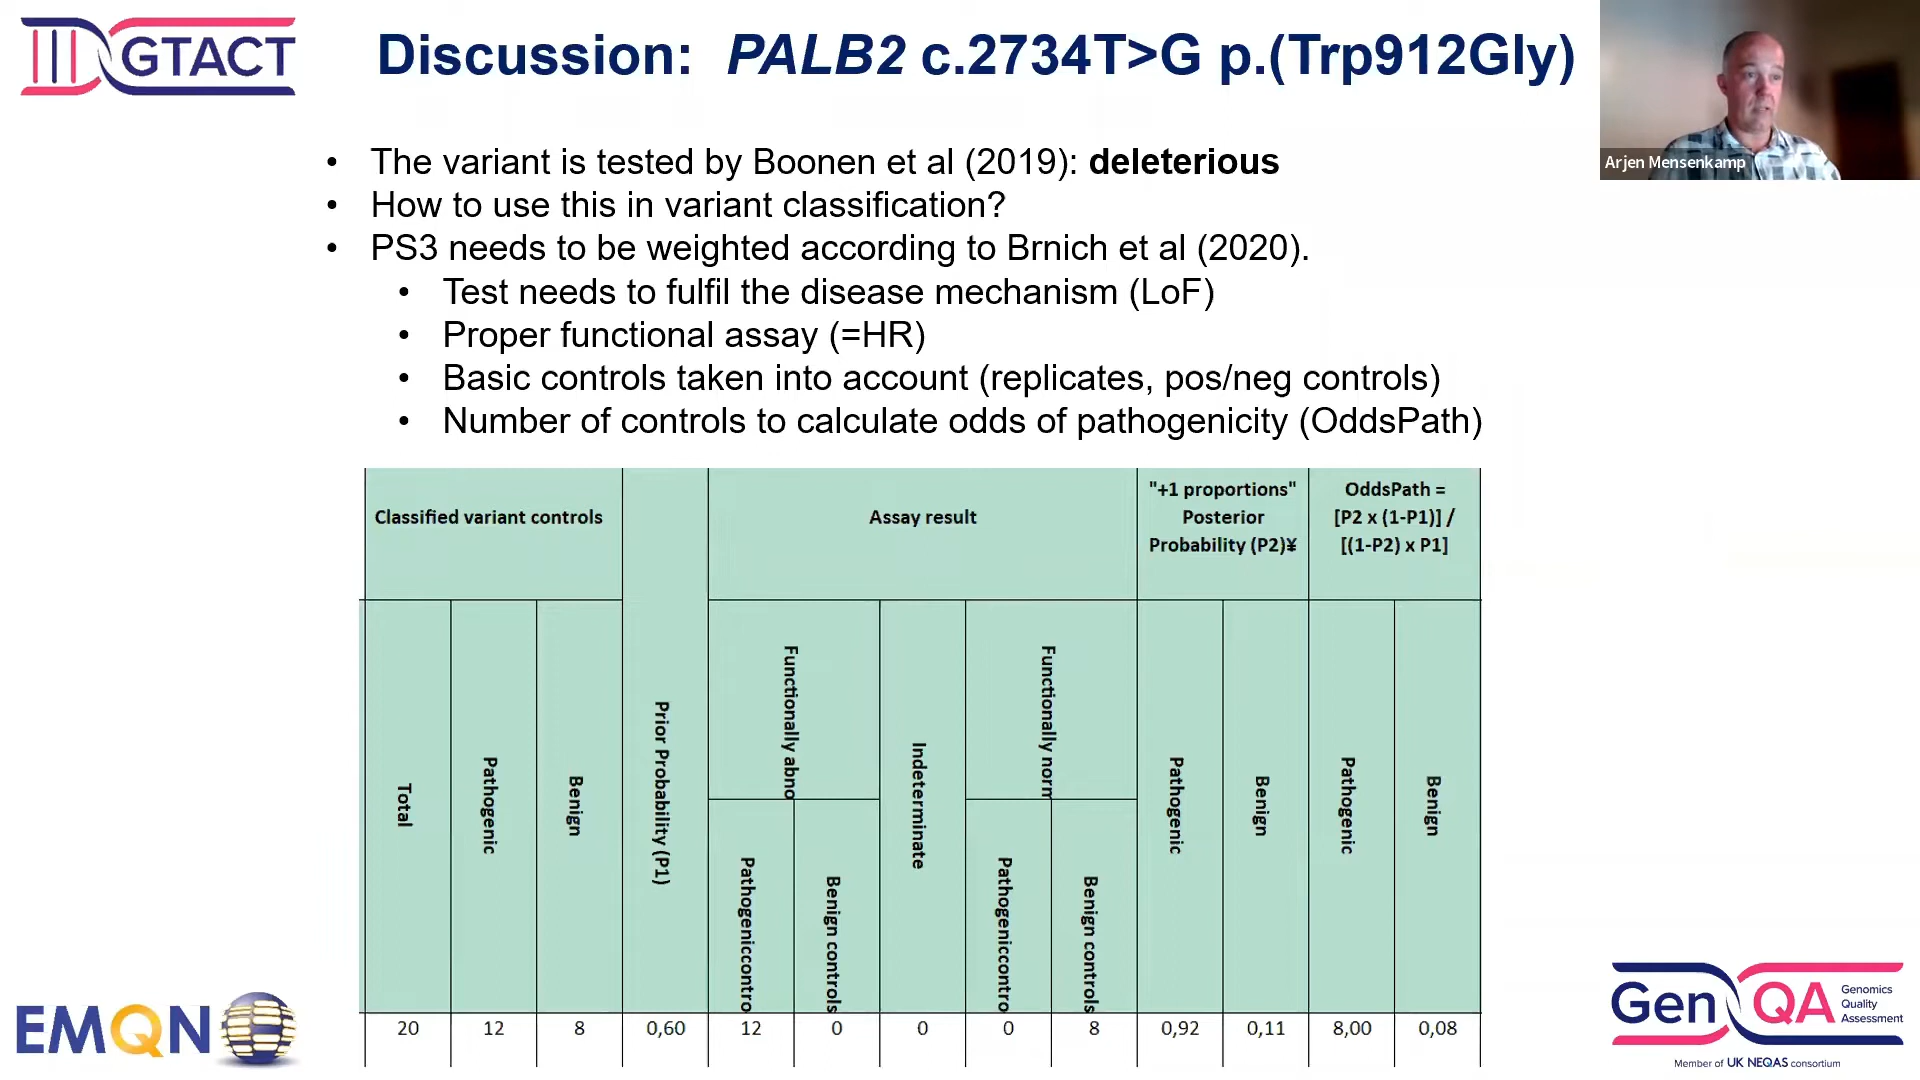 GTACT
Discussion: PALB2 c.2734T>G p.(Trp912Gly)
Arjen Mensenkamp
• The variant is tested by Boonen et al (2019): deleterious
• How to use this in variant classification?
• PS3 needs to be weighted according to Brnich et al (2020).
• Test needs to fulfil the disease mechanism (LoF)
• Proper functional assay (=HR)
• Basic controls taken into account (replicates, pos/neg controls)
• Number of controls to calculate odds of pathogenicity (OddsPath)
Classified variant controls
Assay result
"+1 proportions"
Posterior
Probability (P2)¥
OddsPath =
[P2 x (1-P1)] /
[(1-P2) x P1]
Total
Pathogenic
Benign
Prior Probability (P1)
Functionally abno
Pathogeniccontro
Benign controls
Indeterminate
Functionally norm
Pathogeniccontro
Benign controls
Pathogenic
Benign
Pathogenic
Benign
20 12 8 0,60 12 0 0 0 8 0,92 0,11 8,00 0,08
EMQN
GenQA
Genomics
Quality
Assessment
Member of UK NEQAS consortium